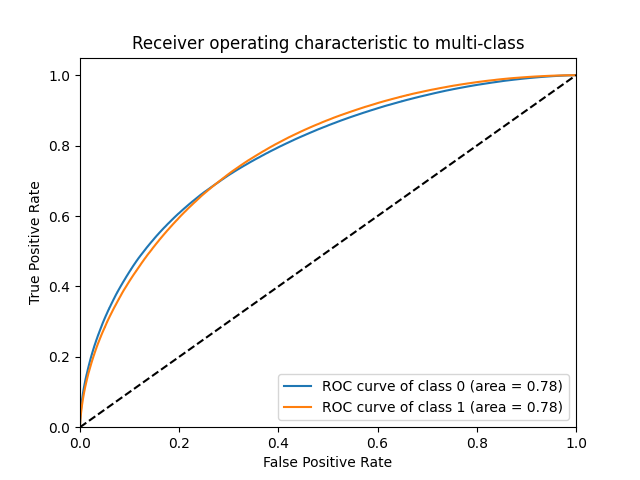 Receiver operating characteristic to multi-class
True Positive Rate
1.0
0.8
0.6
0.4
0.2
0.0
ROC curve of class 0 (area = 0.78)
ROC curve of class 1 (area = 0.78)
0.0 0.2 0.4 0.6 0.8 1.0
False Positive Rate